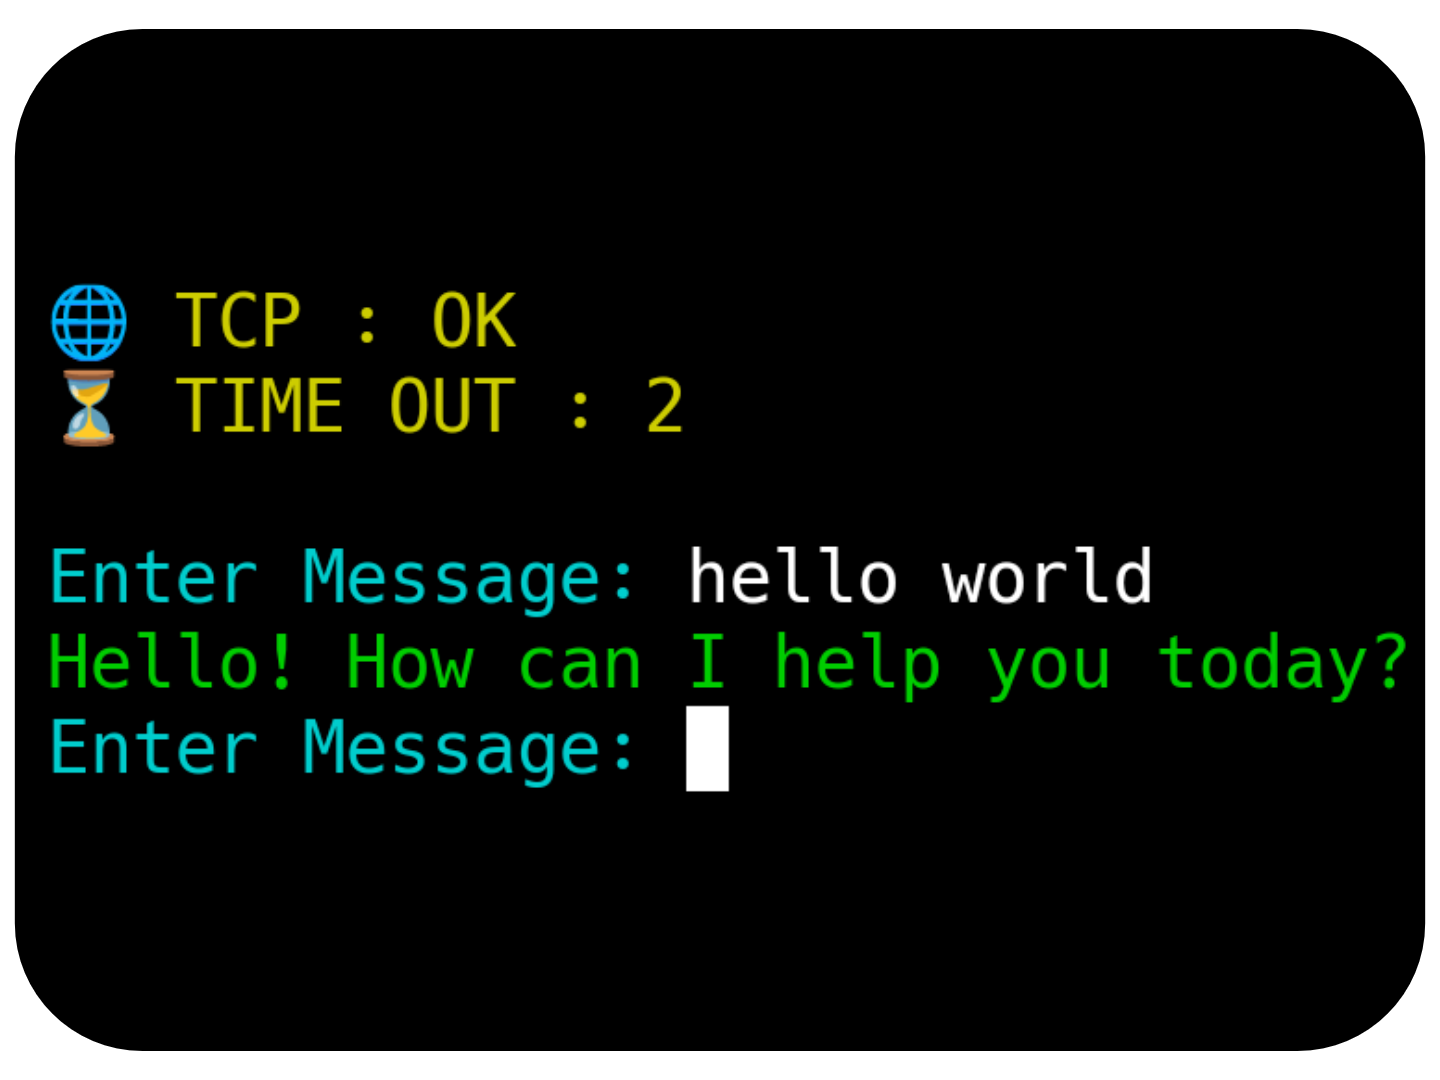 🌐 TCP : OK
⏳ TIME OUT : 2
Enter Message: hello world
Hello! How can I help you today?
Enter Message: